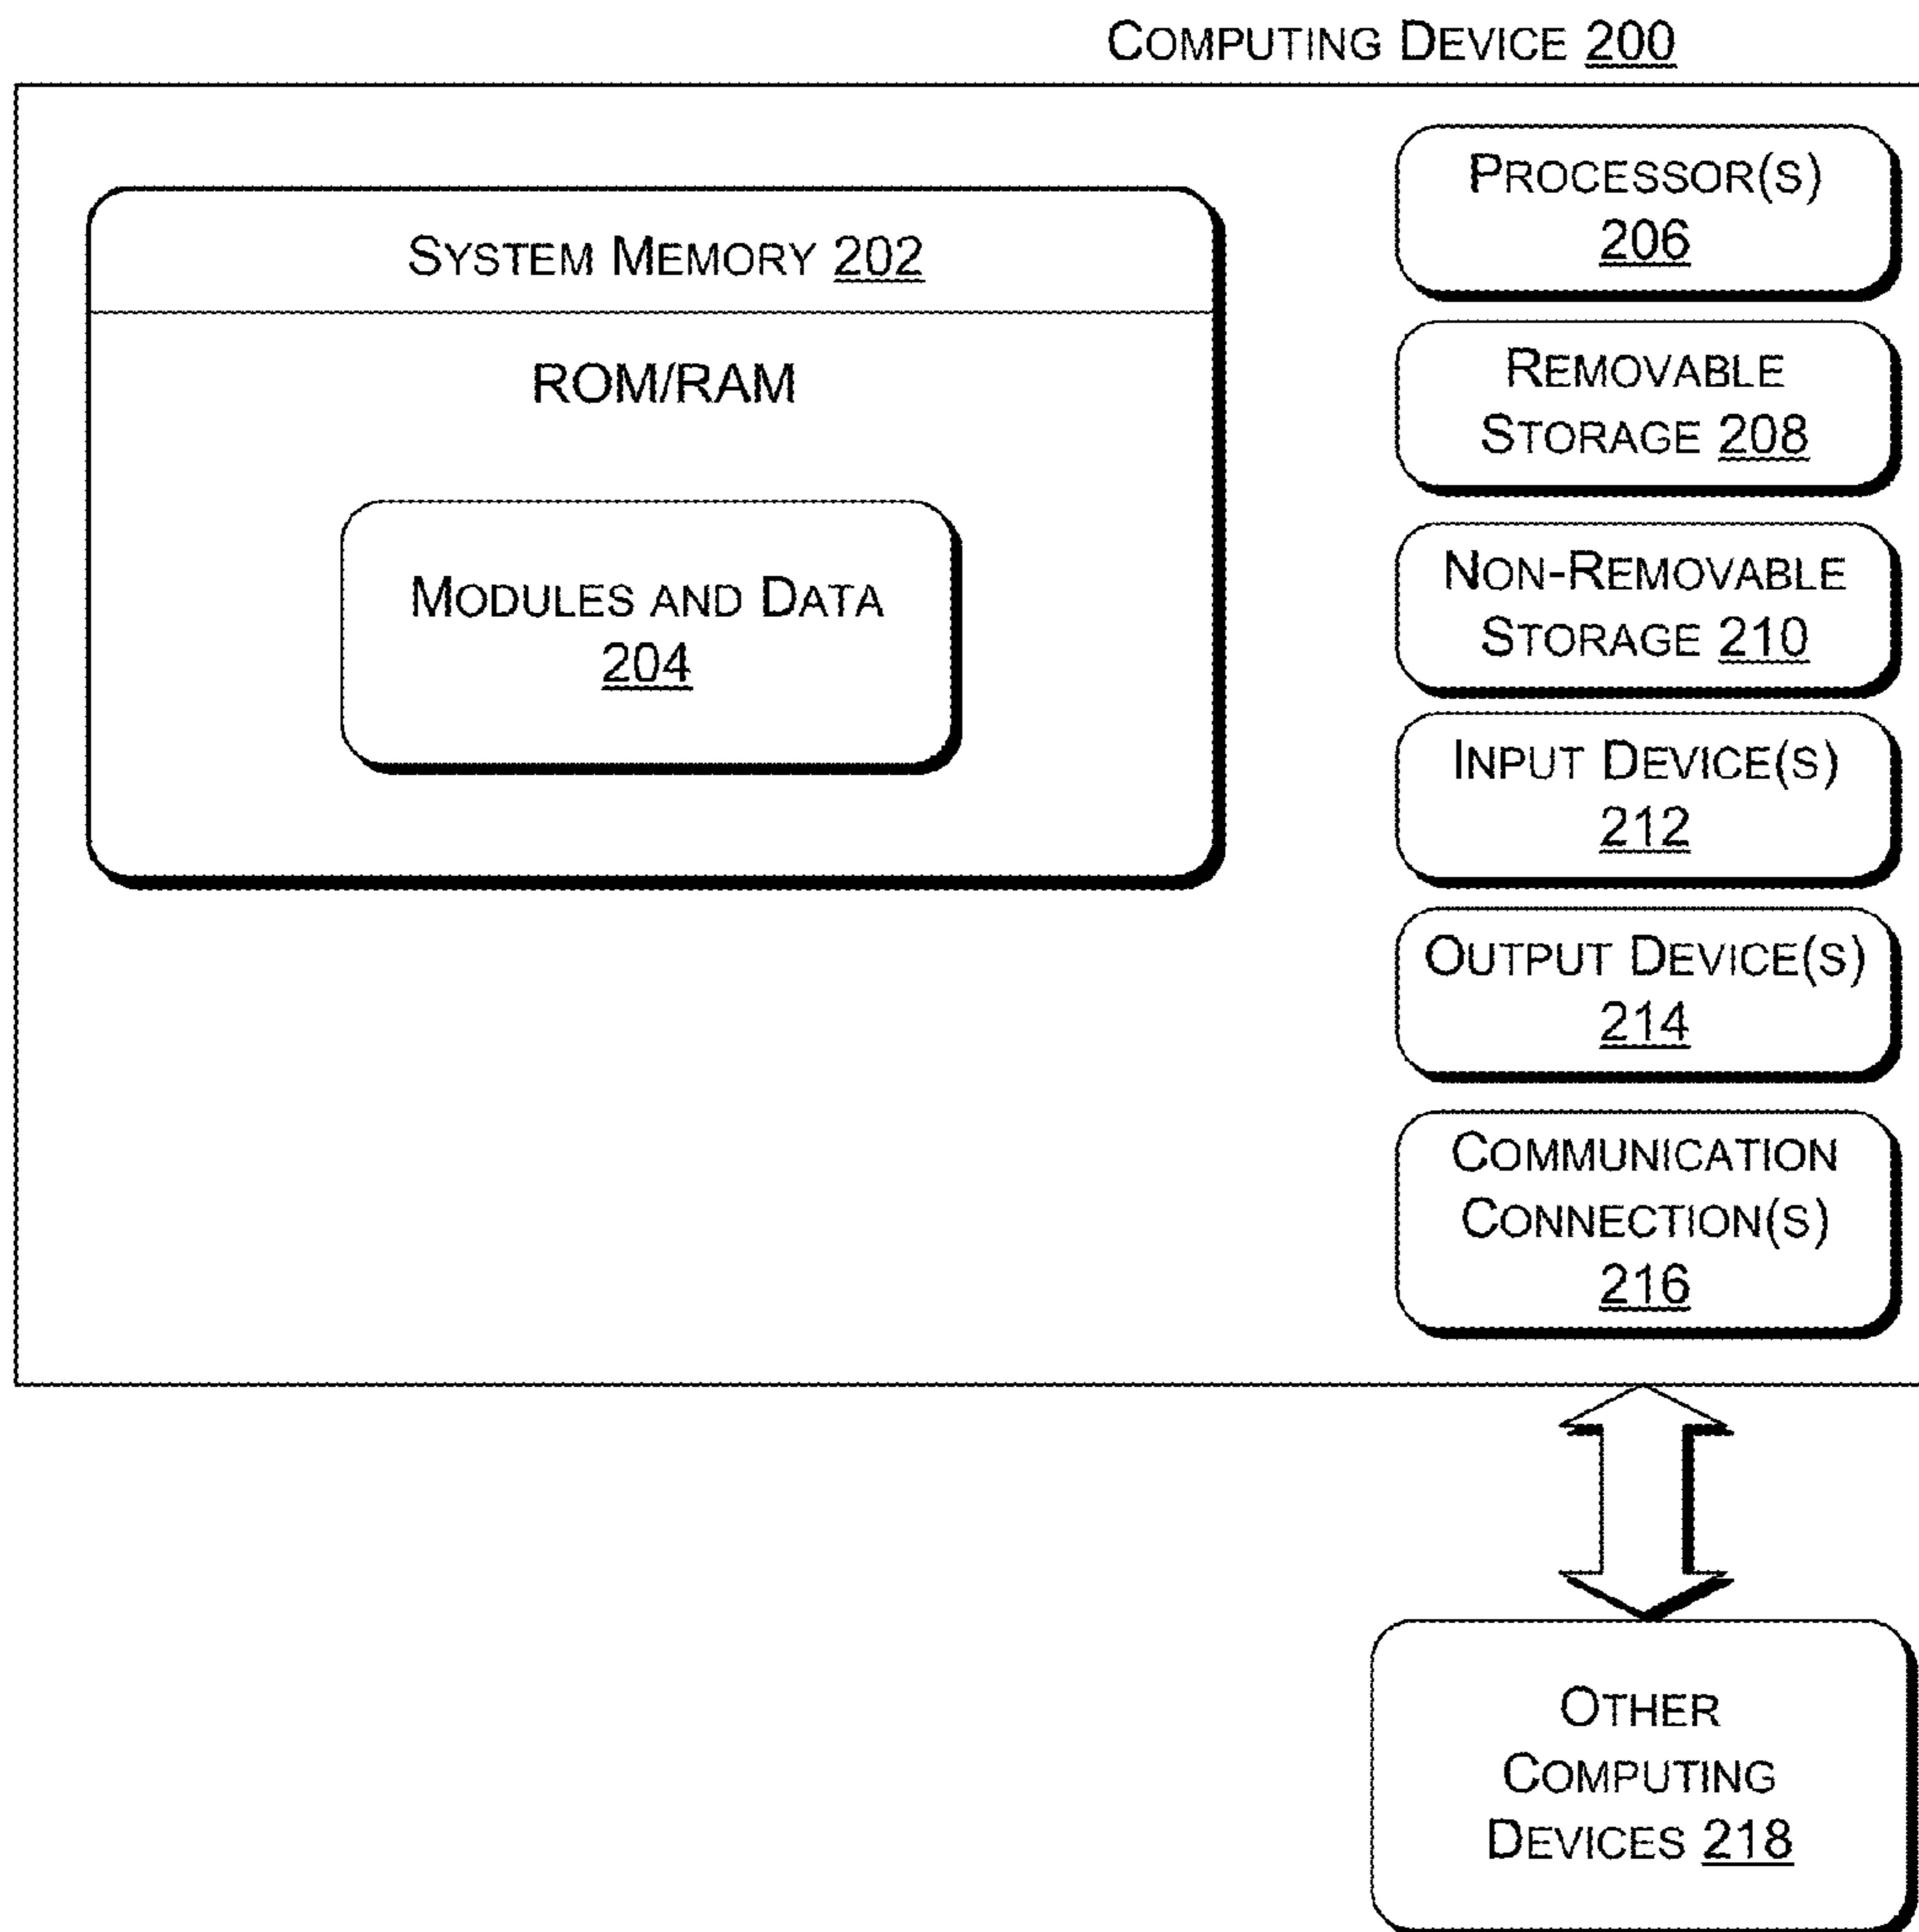 COMPUTING DEVICE 200
SYSTEM MEMORY 202
ROM/RAM
MODULES AND DATA
204
PROCESSOR(S)
206
REMOVABLE
STORAGE 208
NON-REMOVABLE
STORAGE 210
INPUT DEVICE(S)
212
OUTPUT DEVICE(S)
214
COMMUNICATION
CONNECTION(S)
216
OTHER
COMPUTING
DEVICES 218